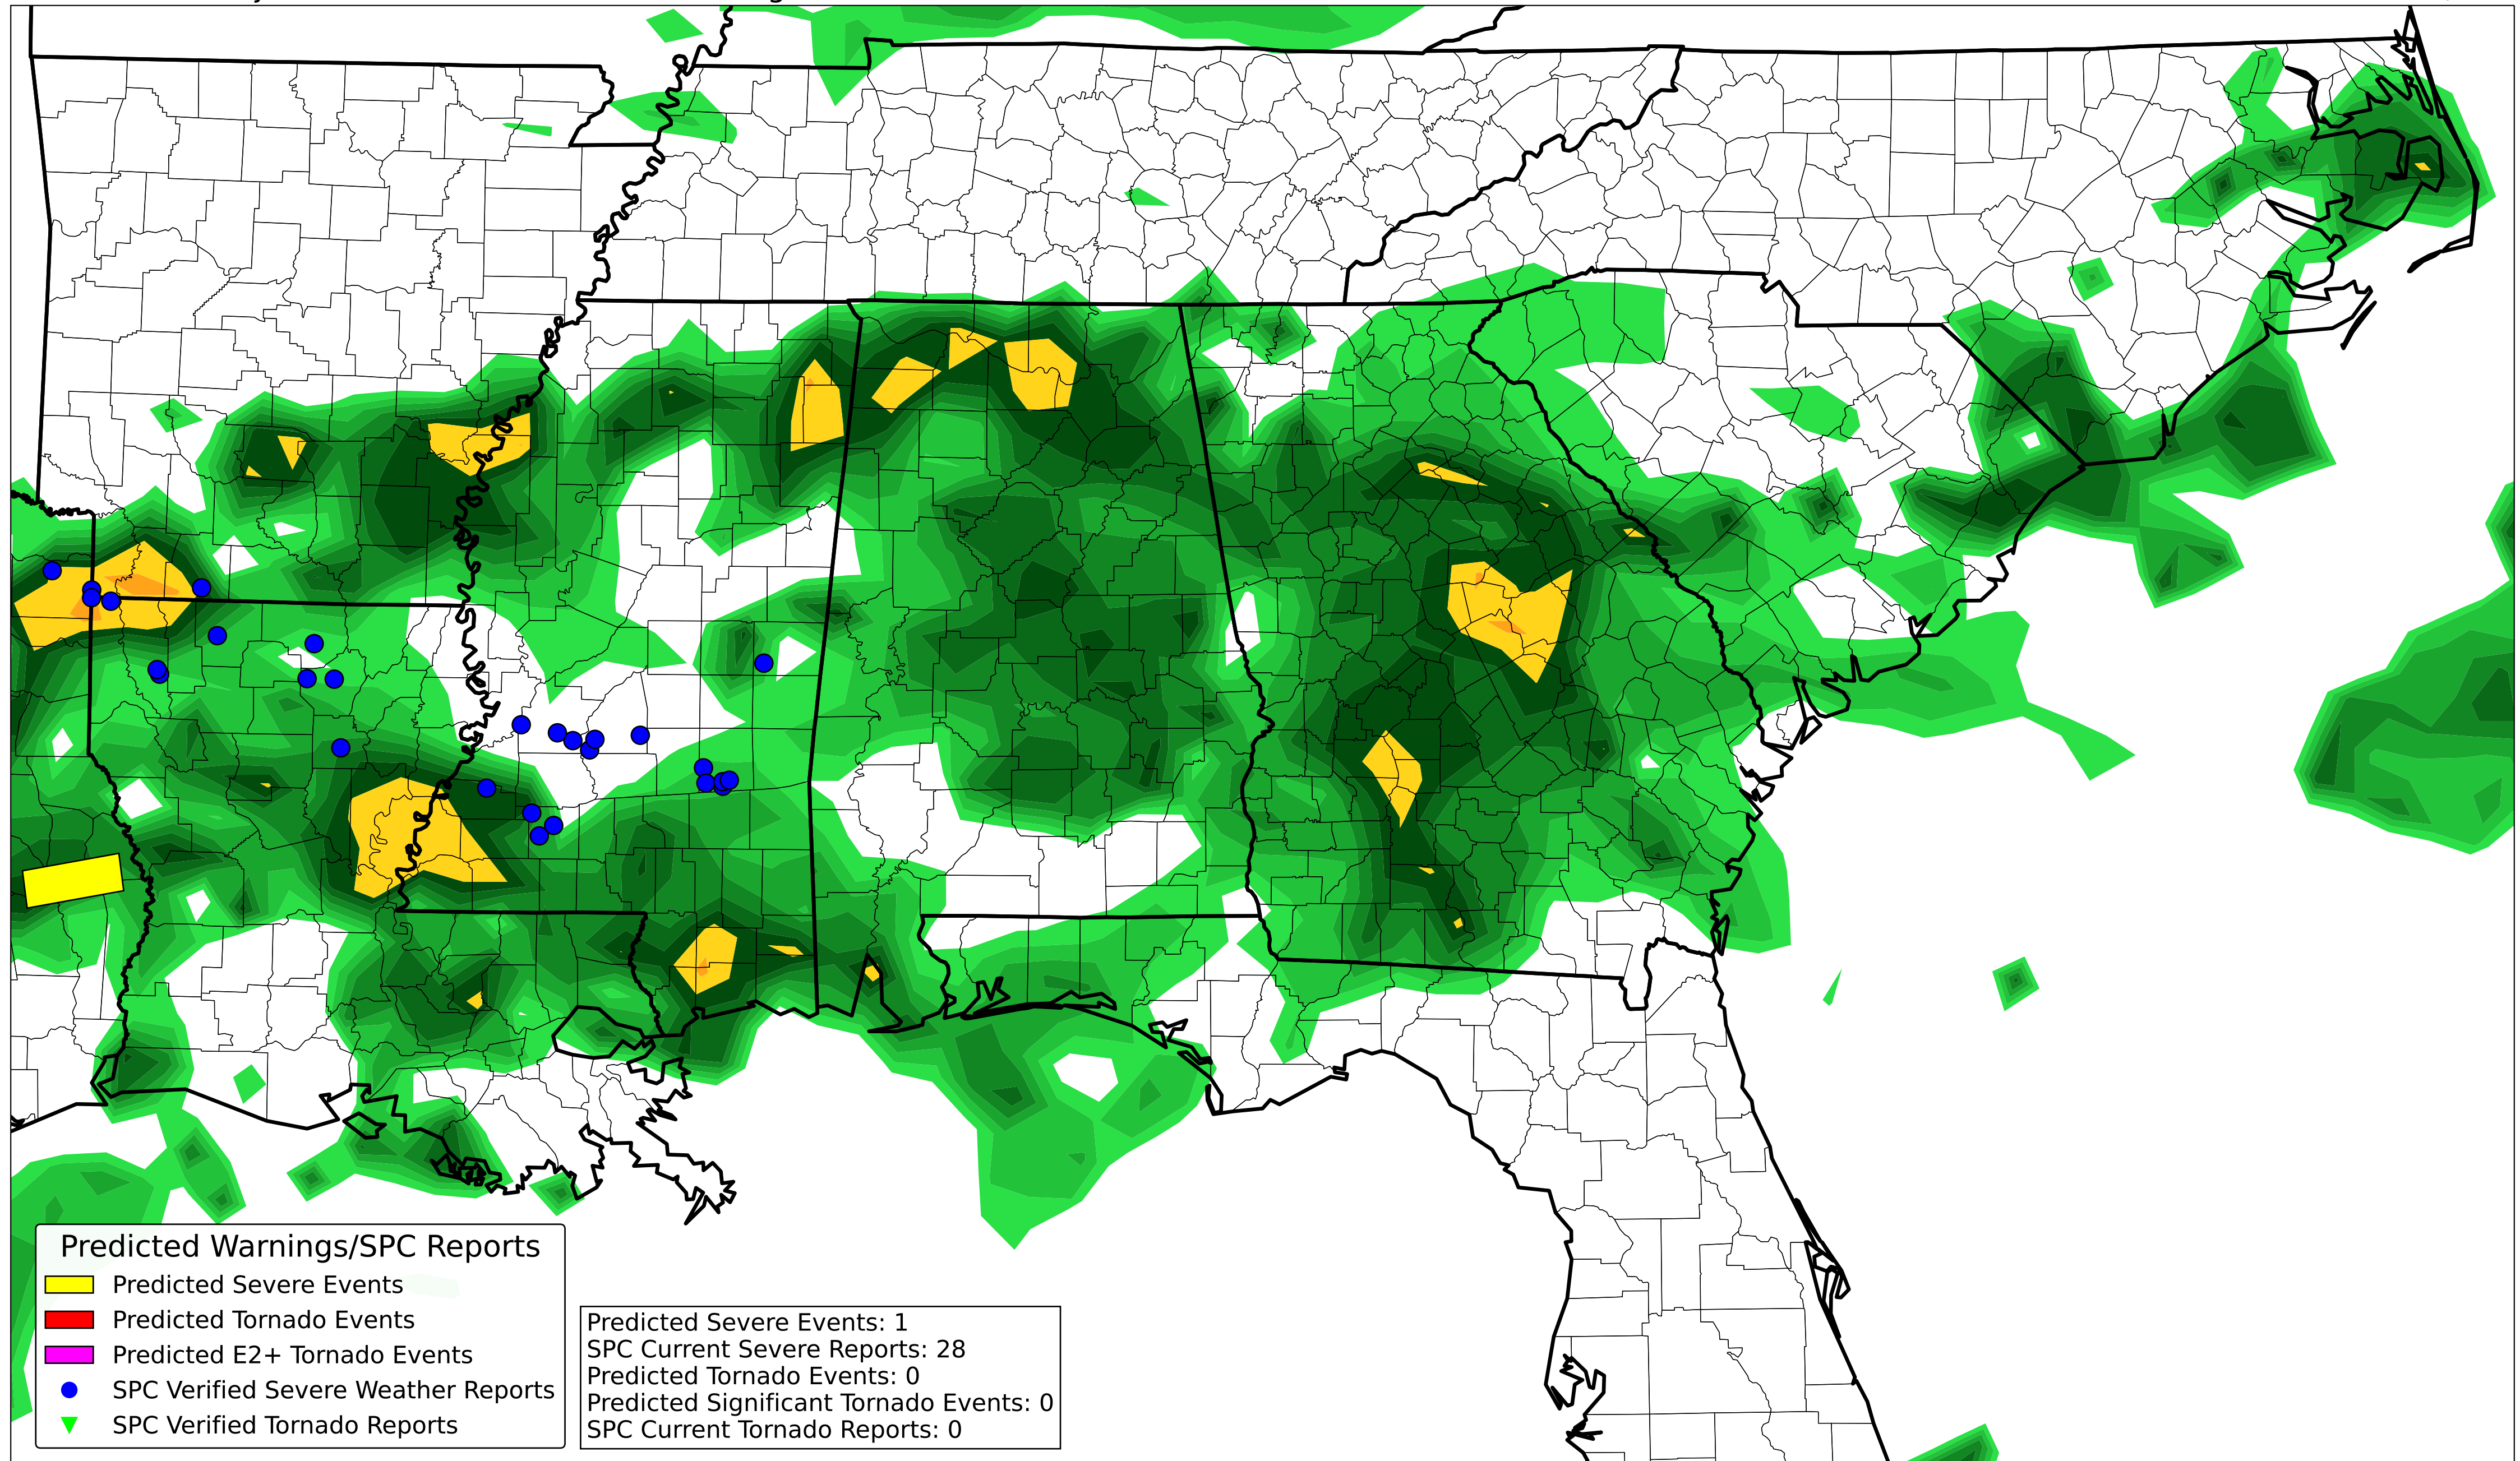 Predicted Warnings/SPC Reports
Predicted Severe Events
Predicted Tornado Events
Predicted E2+ Tornado Events
SPC Verified Severe Weather Reports
SPC Verified Tornado Reports
Predicted Severe Events: 1
SPC Current Severe Reports: 28
Predicted Tornado Events: 0
Predicted Significant Tornado Events: 0
SPC Current Tornado Reports: 0